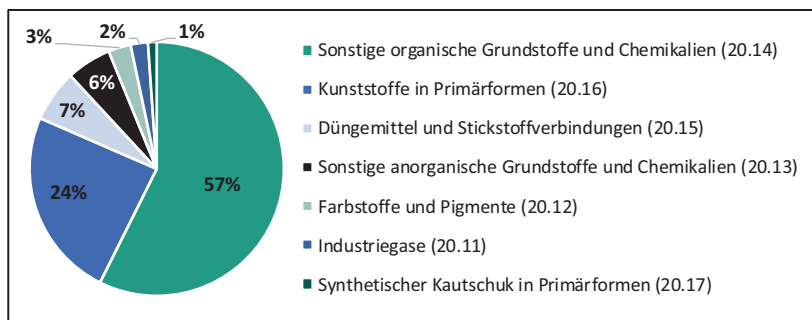 3%
2%
1%
6%
7%
24%
57%
Sonstige organische Grundstoffe und Chemikalien (20.14)
Kunststoffe in Primärformen (20.16)
Düngemittel und Stickstoffverbindungen (20.15)
Sonstige anorganische Grundstoffe und Chemikalien (20.13)
Farbstoffe und Pigmente (20.12)
Industriegase (20.11)
Synthetischer Kautschuk in Primärformen (20.17)